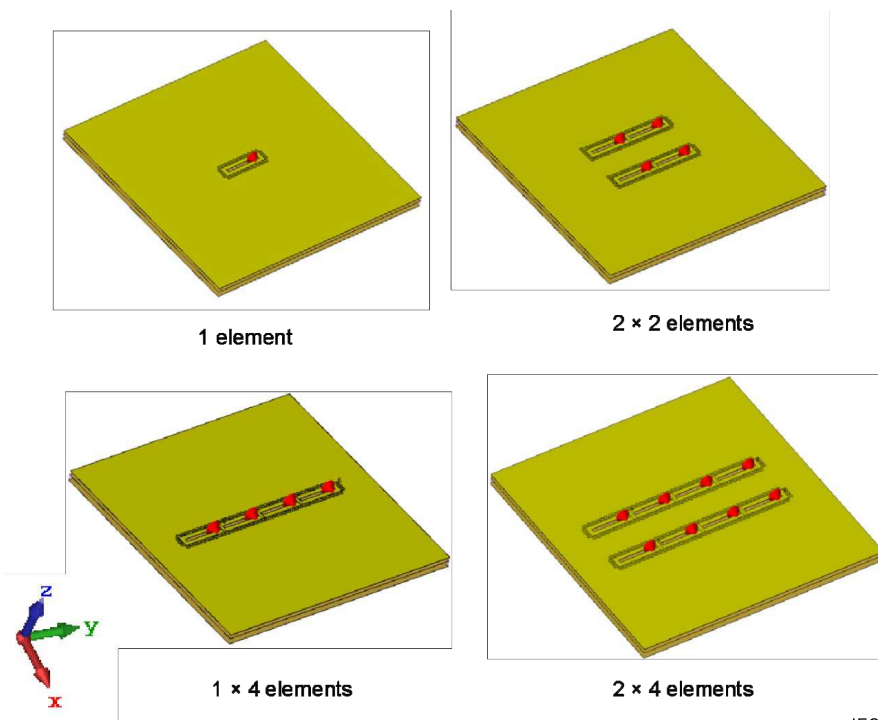 1 element
2 × 2 elements
z
y
x
1 × 4 elements
2 × 4 elements